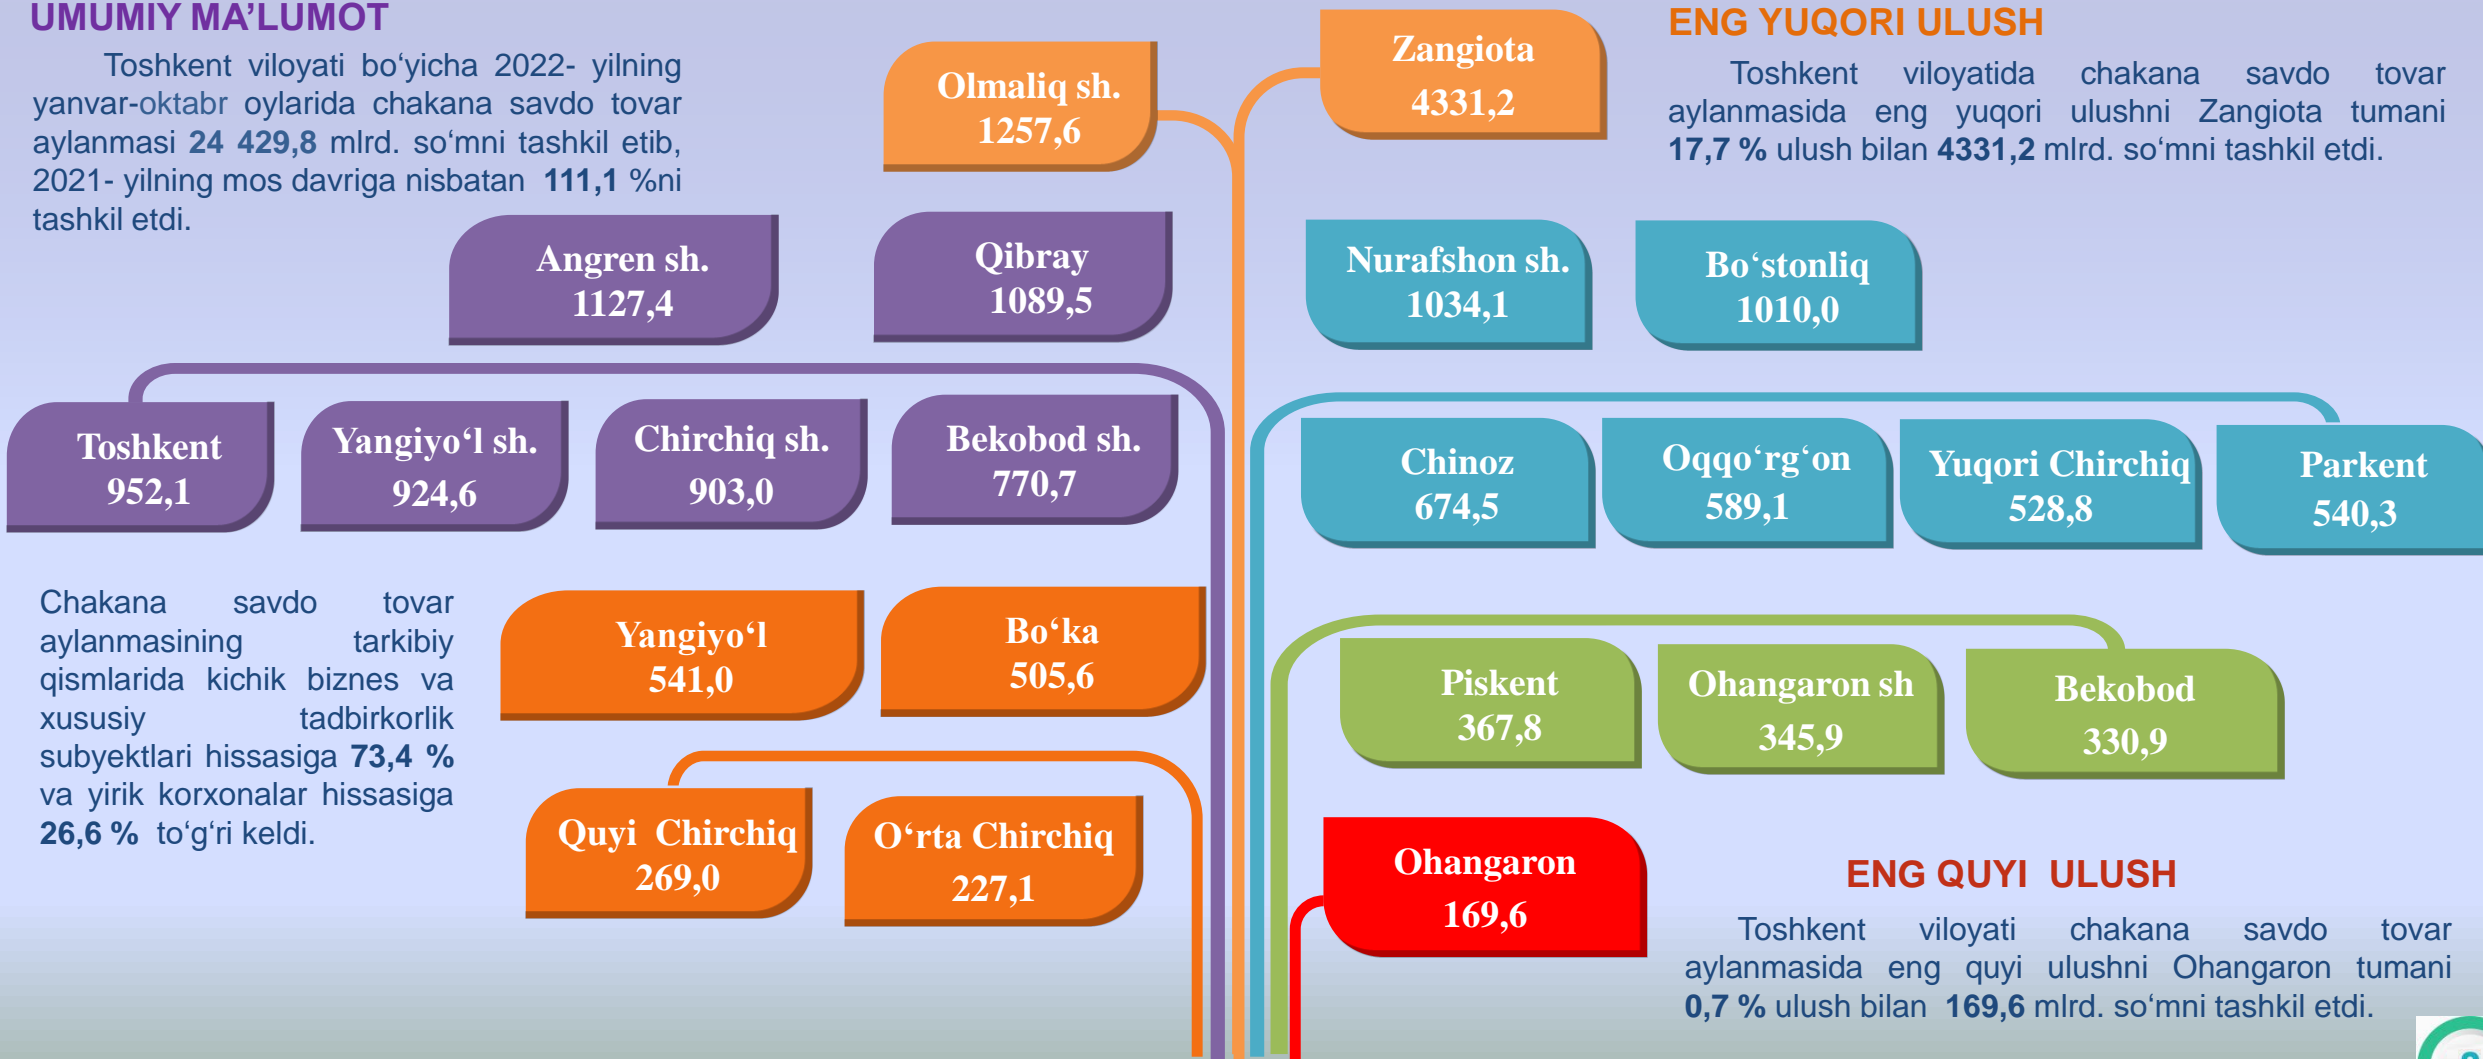 UMUMIY MA’LUMOT
Toshkent viloyati bo‘yicha 2022- yilning
yanvar-oktabr oylarida chakana savdo tovar
aylanmasi 24 429,8 mlrd. so‘mni tashkil etib,
2021- yilning mos davriga nisbatan 111,1 %ni
tashkil etdi.
Olmaliq sh.
1257,6
Zangiota
4331,2
ENG YUQORI ULUSH
Toshkent viloyatida chakana savdo tovar
aylanmasida eng yuqori ulushni Zangiota tumani
17,7 % ulush bilan 4331,2 mlrd. so‘mni tashkil etdi.
Angren sh.
1127,4
Qibray
1089,5
Nurafshon sh.
1034,1
Bo‘stonliq
1010,0
Toshkent
952,1
Yangiyo‘l sh.
924,6
Chirchiq sh.
903,0
Bekobod sh.
770,7
Chinoz
674,5
Oqqo‘rg‘on
589,1
Yuqori Chirchiq
528,8
Parkent
540,3
Chakana savdo tovar
aylanmasining tarkibiy
qismlarida kichik biznes va
xususiy tadbirkorlik
subyektlari hissasiga 73,4 %
va yirik korxonalar hissasiga
26,6 % to‘g‘ri keldi.
Yangiyo‘l
541,0
Bo‘ka
505,6
Piskent
367,8
Ohangaron sh
345,9
Bekobod
330,9
Quyi Chirchiq
269,0
O‘rta Chirchiq
227,1
Ohangaron
169,6
ENG QUYI ULUSH
Toshkent viloyati chakana savdo tovar
aylanmasida eng quyi ulushni Ohangaron tumani
0,7 % ulush bilan 169,6 mlrd. so‘mni tashkil etdi.